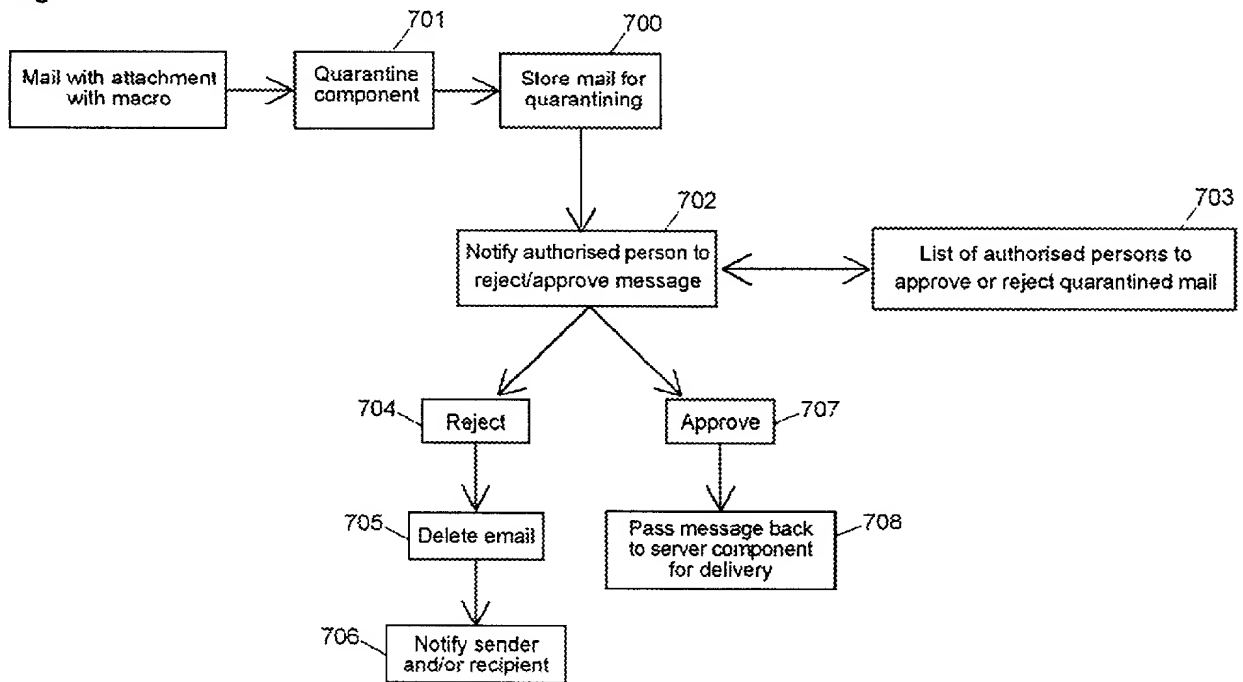 701
700
Mail with attachment
with macro
Quarantine
component
Store mail for
quarantining
702
703
Notify authorised person to
reject/approve message
List of authorised persons to
approve or reject quarantined mail
704
Reject
Approve
707
705
Delete email
Pass message back
to server component
for delivery
708
706
Notify sender
and/or recipient